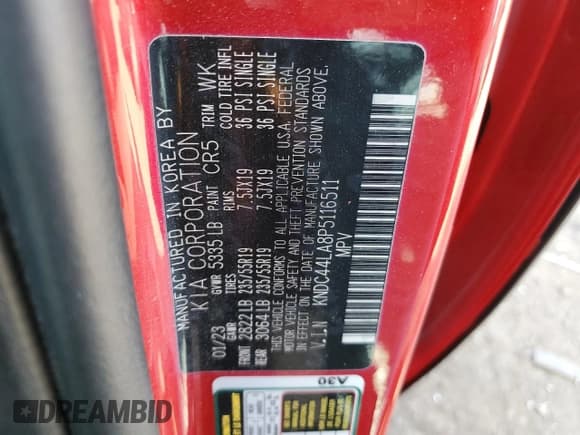 MANUFACTURED IN KOREA BY
KIA CORPORATION
01/23 GVWR 5351LB PAINT CR5 TRIM WK
GAWR TIRES RIMS COLD TIRE INFL
FRONT 2822LB 235/55R19 7.5JX19 36 PSI SINGLE
REAR 3064LB 235/55R19 7.5JX19 36 PSI SINGLE
THIS VEHICLE CONFORMS TO ALL APPLICABLE U.S.A. FEDERAL
MOTOR VEHICLE SAFETY AND THEFT PREVENTION STANDARDS
IN EFFECT ON THE DATE OF MANUFACTURE SHOWN ABOVE.
V.I.N KNDC44LA8P5116511
MPV
A30
DREAMBID